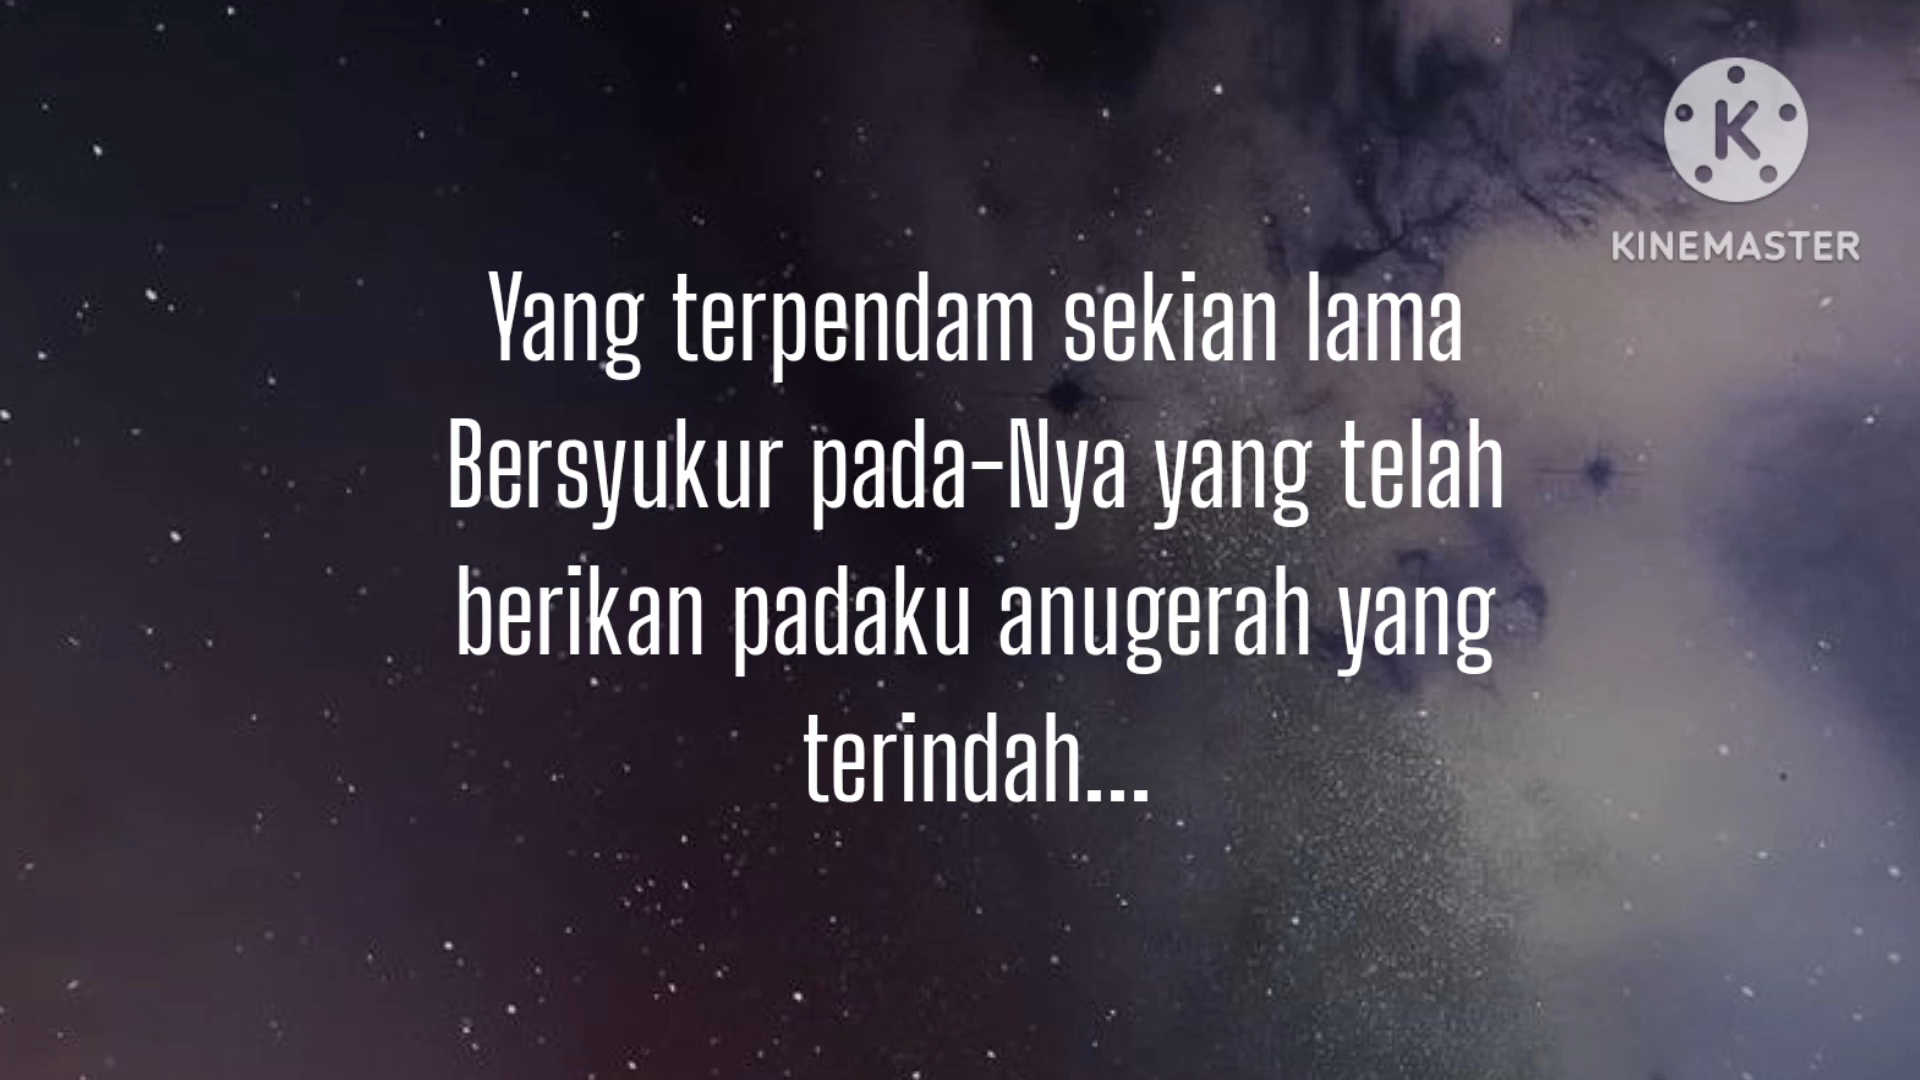 K
KINEMASTER
Yang terpendam sekian lama
Bersyukur pada-Nya yang telah
berikan padaku anugerah yang
terindah...